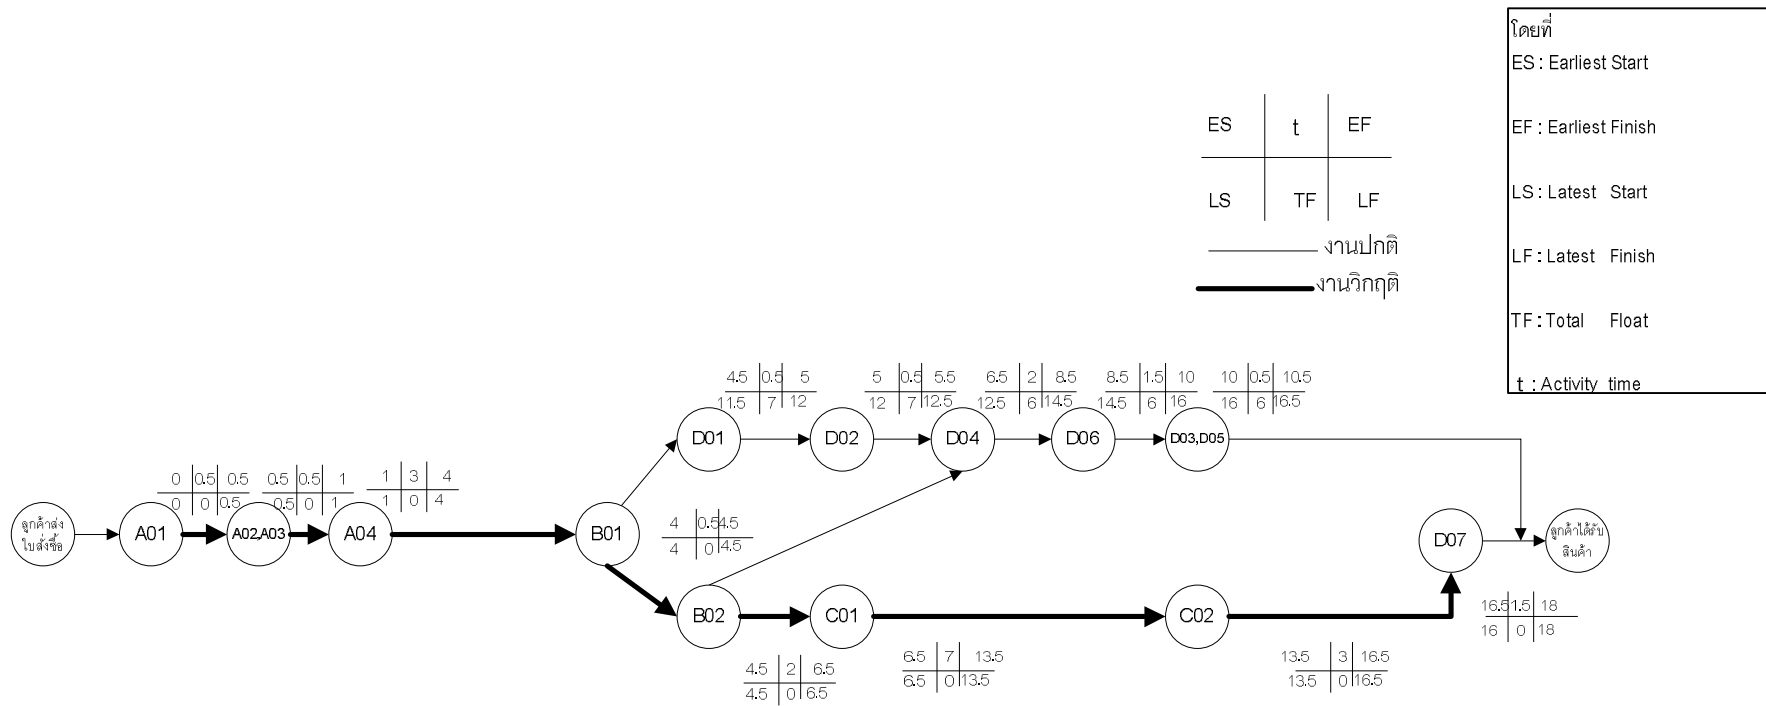 โดยที่
ES : Earliest Start
EF : Earliest Finish
LS : Latest Start
LF : Latest Finish
TF : Total Float
t : Activity time
ES t EF
LS TF LF
งานปกติ
งานวิกฤติ
4.5 0.5 5
11.5 7 12
5 0.5 5.5
12 7 12.5
6.5 2 8.5
12.5 6 14.5
8.5 1.5 10
14.5 6 16
10 0.5 10.5
16 6 16.5
D01
D02
D04
D06
D03,D05
0 0.5 0.5
0 0 0.5
0.5 0.5 1
0.5 0 1
1 3 4
1 0 4
ลูกค้าส่ง
ใบสั่งซื้อ
A01
A02,A03
A04
B01
4 0.5 4.5
4 0 4.5
D07
ลูกค้าได้รับ
สินค้า
B02
C01
C02
16.5 1.5 18
16 0 18
4.5 2 6.5
4.5 0 6.5
6.5 7 13.5
6.5 0 13.5
13.5 3 16.5
13.5 0 16.5